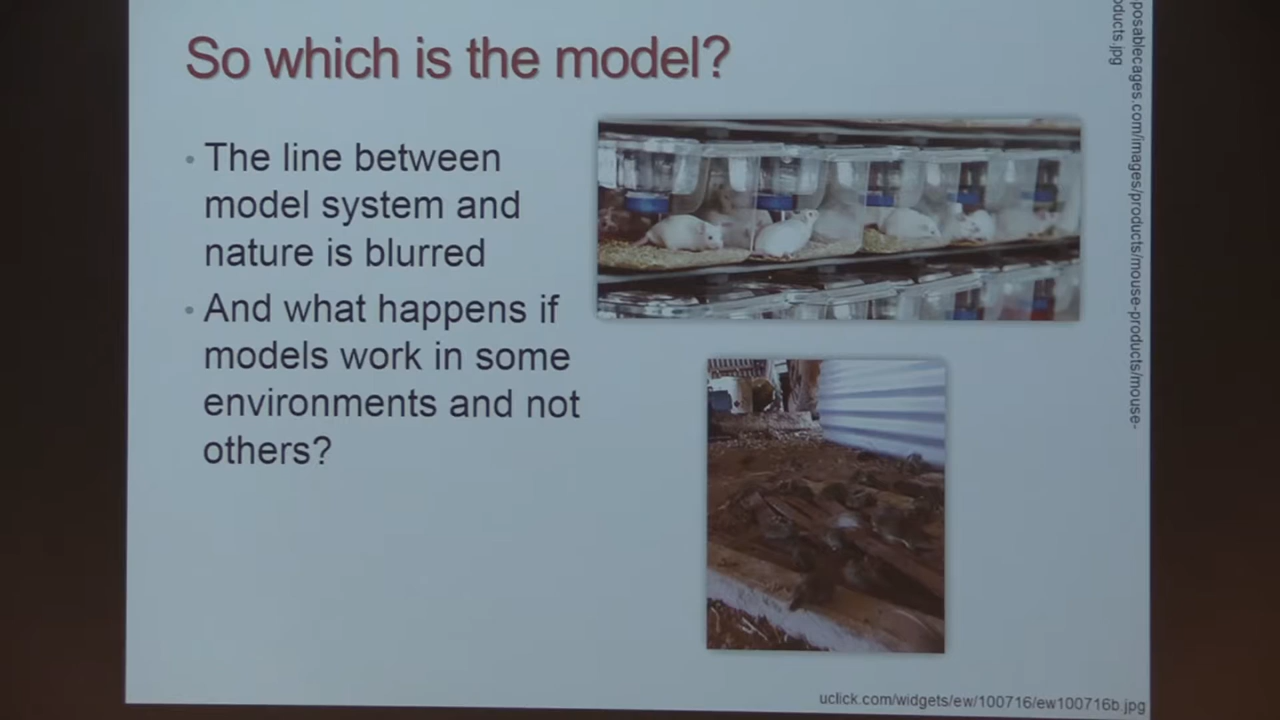 So which is the model?
• The line between
model system and
nature is blurred
• And what happens if
models work in some
environments and not
others?
posablecages.com/images/products/mouse-products/mouse-
oducts.jpg
uclick.com/widgets/ew/100716/ew100716b.jpg